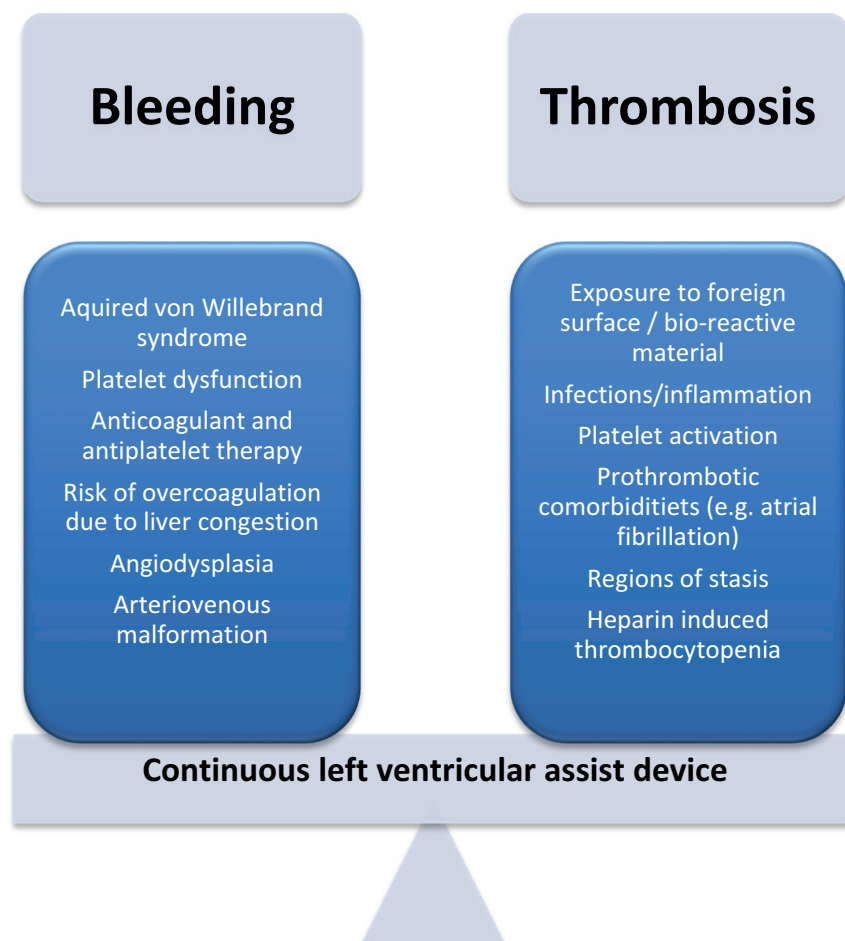 Bleeding
Thrombosis
Aquired von Willebrand
syndrome
Platelet dysfunction
Anticoagulant and
antiplatelet therapy
Risk of overcoagulation
due to liver congestion
Angiodysplasia
Arteriovenous
malformation
Exposure to foreign
surface / bio-reactive
material
Infections/inflammation
Platelet activation
Prothrombotic
comorbiditiets (e.g. atrial
fibrillation)
Regions of stasis
Heparin induced
thrombocytopenia
Continuous left ventricular assist device